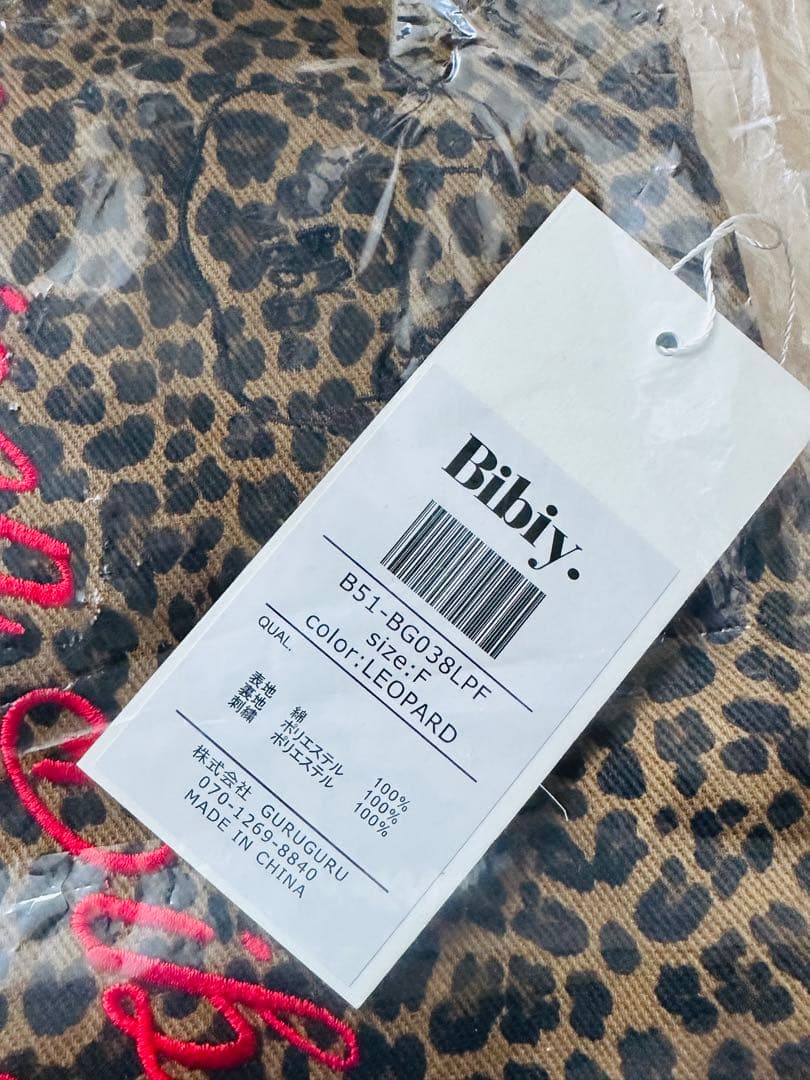 Bibiy.
B51-BG038LPF
size:F
color:LEOPARD
QUAL.
表地 綿 100%
裏地 ポリエステル 100%
刺繍 ポリエステル 100%
株式会社 GURUGURU
070-1269-8840
MADE IN CHINA